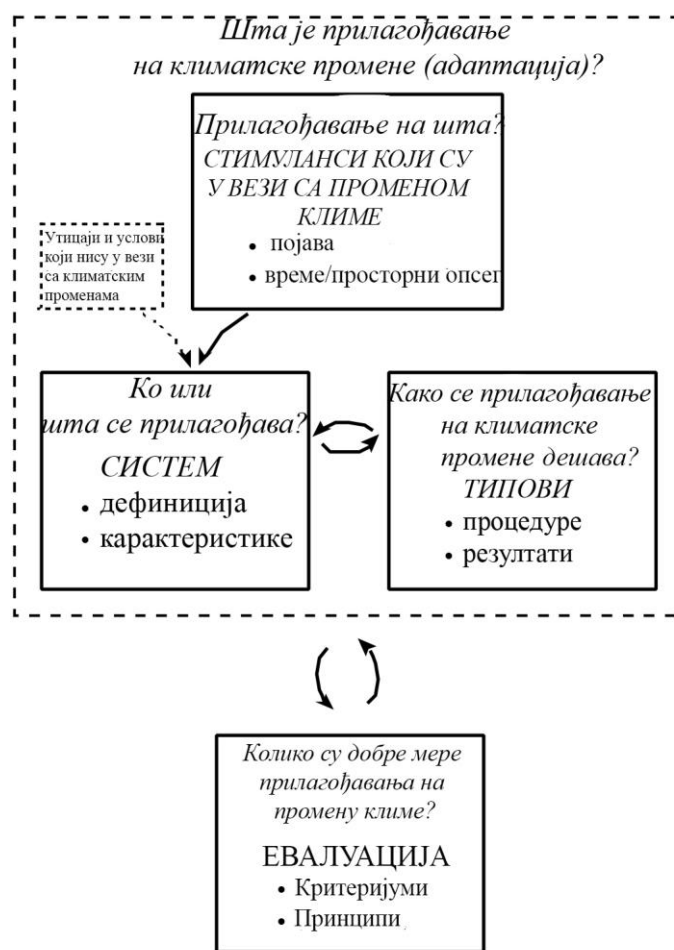 Шта је прилагођавање
на климатске промене (адаптација)?
Прилагођавање на шта?
СТИМУЛАНСИ КОЈИ СУ
У ВЕЗИ СА ПРОМЕНОМ
КЛИМЕ
• појава
• време/просторни опсег
Утицаји и услови
који нису у вези
са климатским
променама
Ко или
шта се прилагођава?
СИСТЕМ
• дефиниција
• карактеристике
Како се прилагођавање
на климатске
промене дешава?
ТИПОВИ
• процедуре
• резултати
Колико су добре мере
прилагођавања на
промену климе?
ЕВАЛУАЦИЈА
• Критеријуми
• Принципи